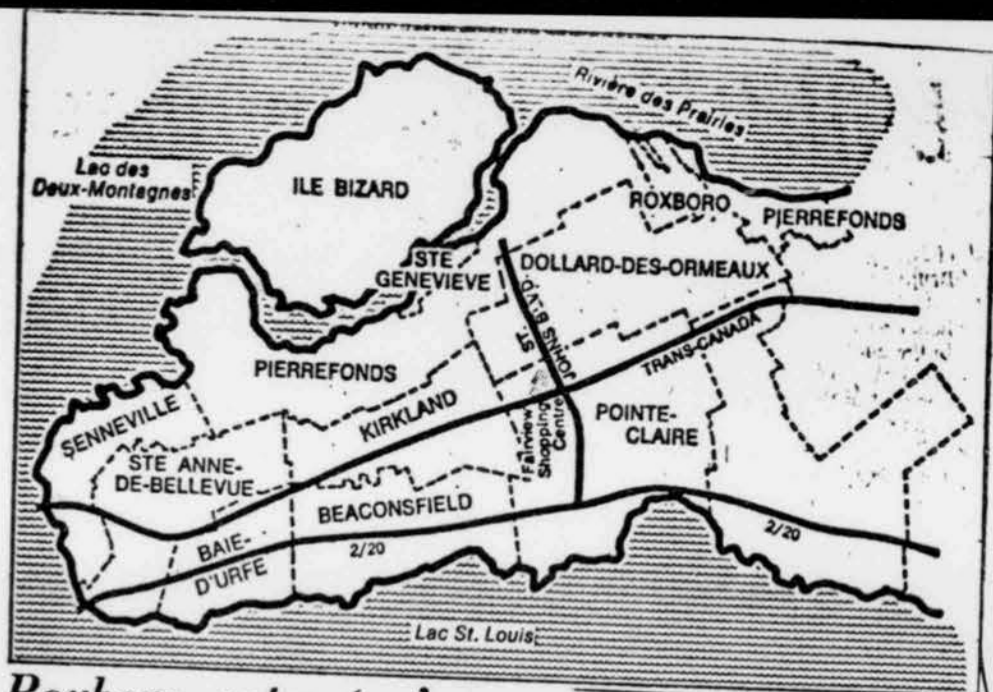 Rivière des Prairies
Lac des
Deux-Montagnes
ILE BIZARD
ROXBORO
PIERREFONDS
STE
GENEVIEVE
DOLLARD-DES-ORMEAUX
ST. JOHNS BLVD.
TRANS-CANADA
PIERREFONDS
SENNEVILLE
KIRKLAND
Fairview
Shopping
Centre
POINTE-
CLAIRE
STE ANNE-
DE-BELLEVUE
BEACONSFIELD
BAIE-
D'URFE
2/20
2/20
Lac St. Louis